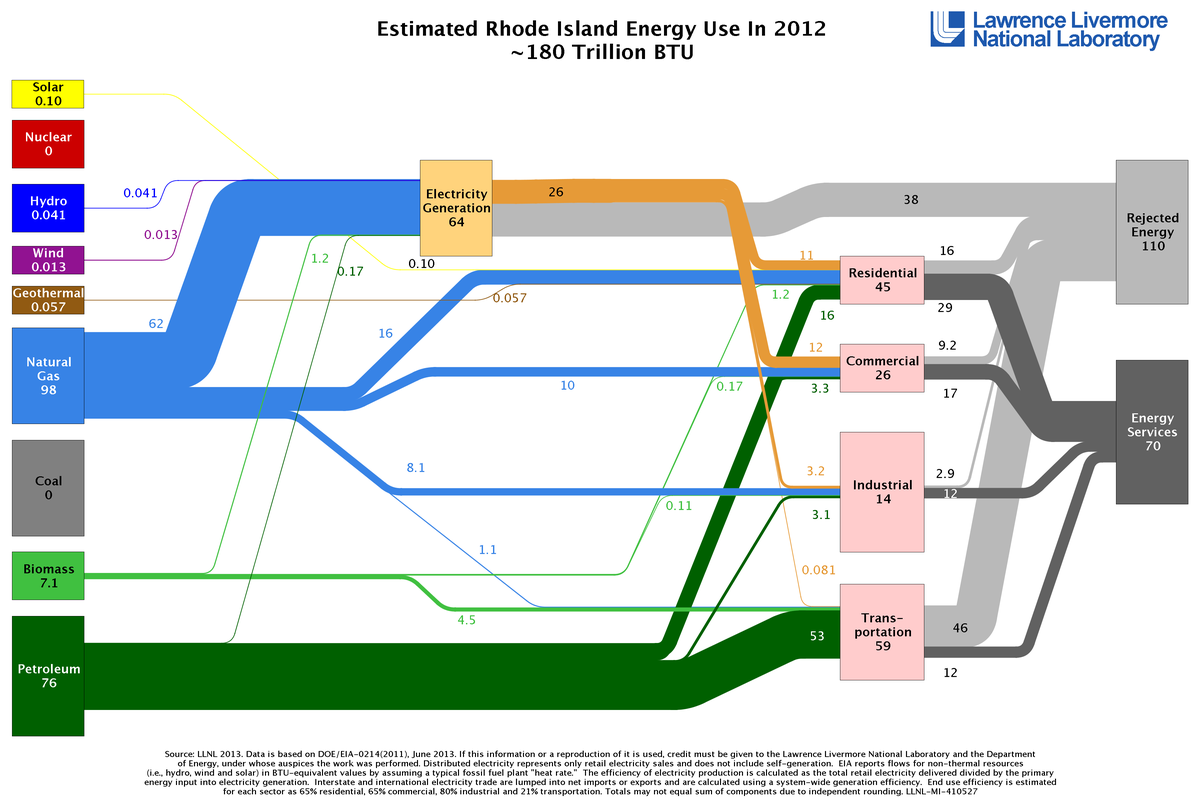 Estimated Rhode Island Energy Use In 2012
~180 Trillion BTU
Lawrence Livermore
National Laboratory
Solar
0.10
Nuclear
0
Hydro
0.041
Wind
0.013
Geothermal
0.057
Natural
Gas
98
Coal
0
Biomass
7.1
Petroleum
76
0.041
0.013
62
1.2
0.17
0.10
0.057
16
10
8.1
1.1
4.5
Electricity
Generation
64
26
38
11
1.2
16
12
0.17
3.3
3.2
0.11
3.1
0.081
53
Residential
45
Commercial
26
Industrial
14
Trans-
portation
59
16
29
9.2
17
2.9
12
46
12
Rejected
Energy
110
Energy
Services
70
Source: LLNL 2013. Data is based on DOE/EIA-0214(2011), June 2013. If this information or a reproduction of it is used, credit must be given to the Lawrence Livermore National Laboratory and the Department
of Energy, under whose auspices the work was performed. Distributed electricity represents only retail electricity sales and does not include self-generation. EIA reports flows for non-thermal resources
(i.e., hydro, wind and solar) in BTU-equivalent values by assuming a typical fossil fuel plant "heat rate." The efficiency of electricity production is calculated as the total retail electricity delivered divided by the primary
energy input into electricity generation. Interstate and international electricity trade are lumped into net imports or exports and are calculated using a system-wide generation efficiency. End use efficiency is estimated
for each sector as 65% residential, 65% commercial, 80% industrial and 21% transportation. Totals may not equal sum of components due to independent rounding. LLNL-MI-410527